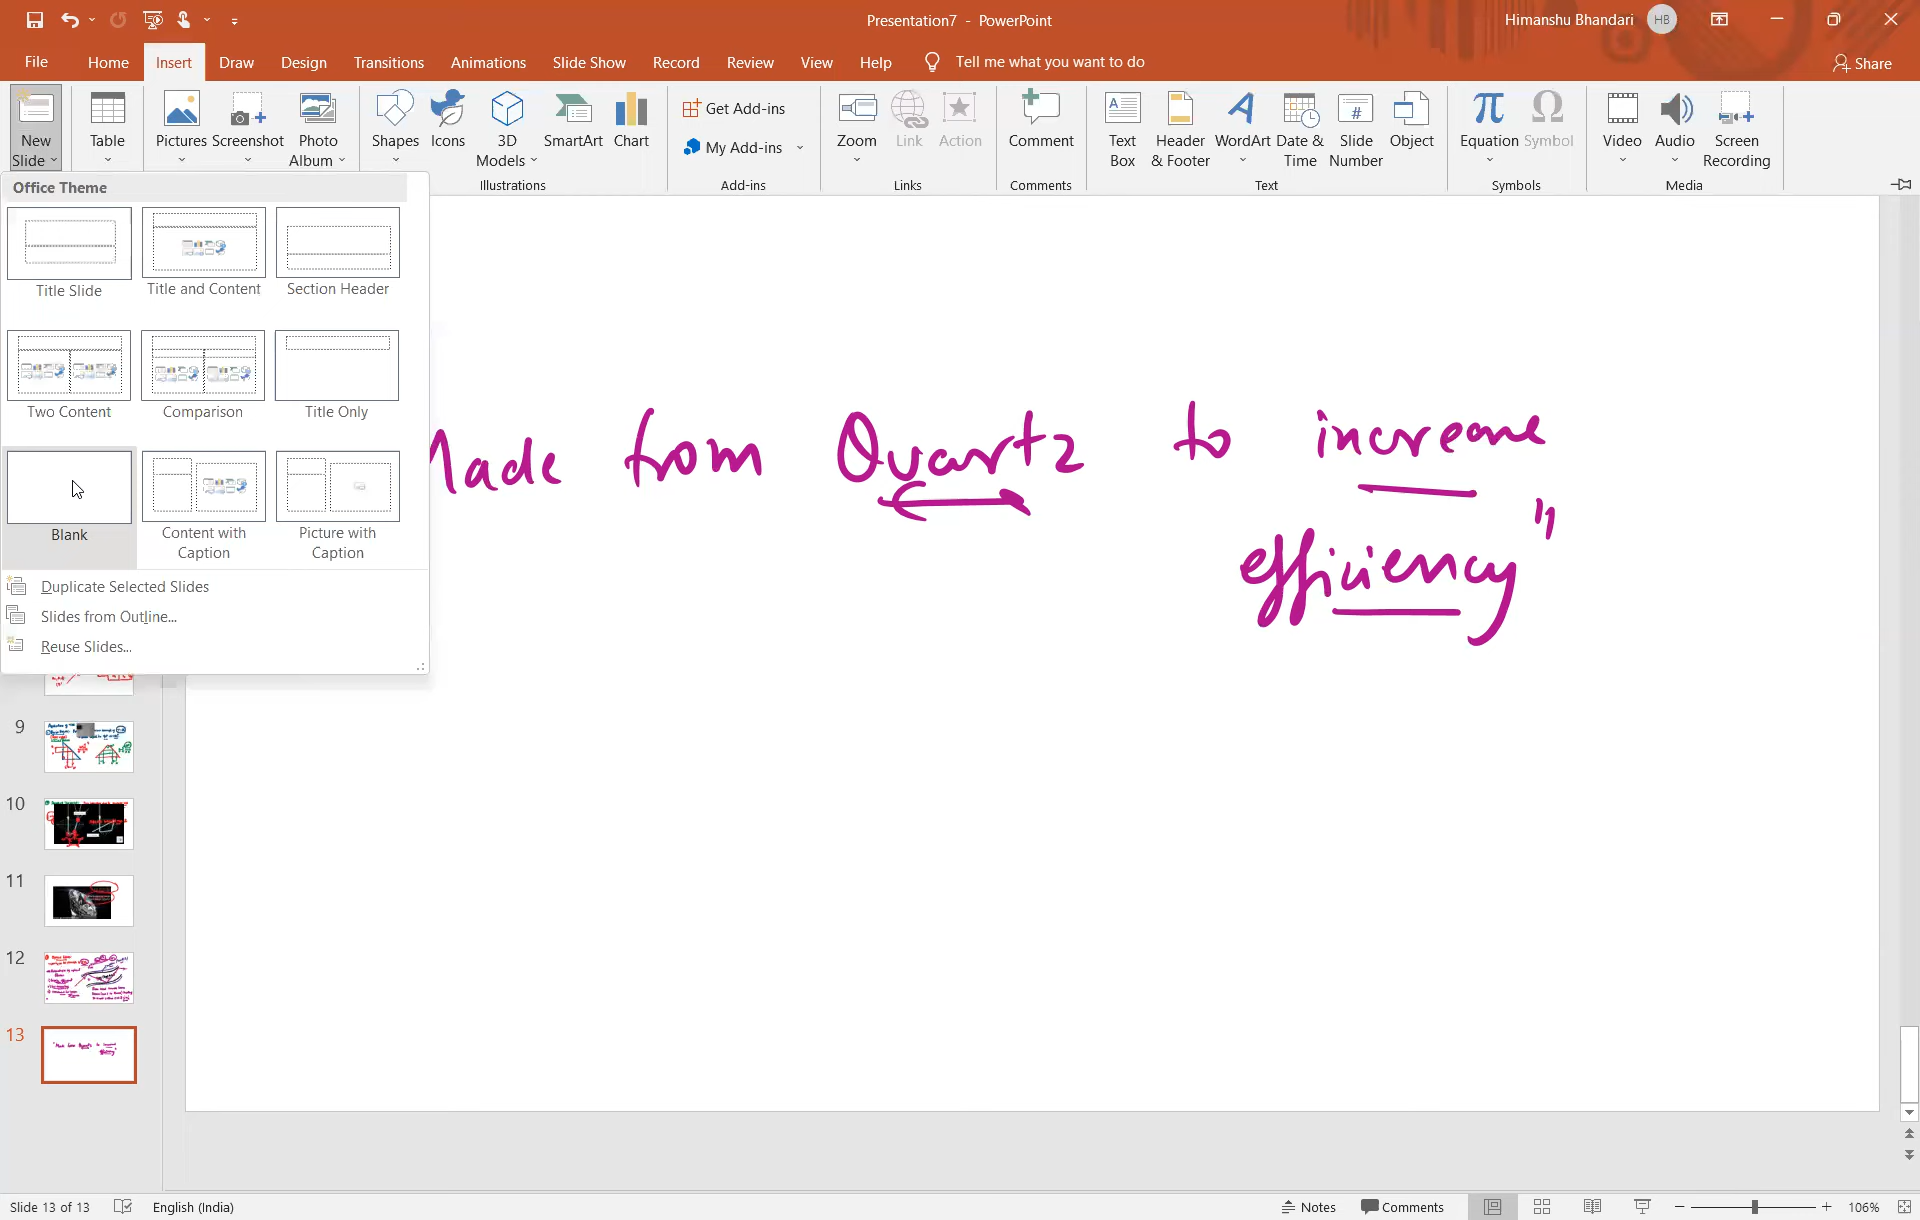 Presentation7 - PowerPoint
Himanshu Bhandari HB
File Home Insert Draw Design Transitions Animations Slide Show Record Review View Help Tell me what you want to do Share
New Slide
Table
Pictures
Screenshot
Photo Album
Shapes
Icons
3D Models
SmartArt
Chart
Get Add-ins
My Add-ins
Zoom
Link
Action
Comment
Text Box
Header & Footer
WordArt
Date & Time
Slide Number
Object
Equation
Symbol
Video
Audio
Screen Recording
Illustrations Add-ins Links Comments Text Symbols Media
Office Theme
Title Slide Title and Content Section Header
Two Content Comparison Title Only
Blank Content with Caption Picture with Caption
Duplicate Selected Slides
Slides from Outline...
Reuse Slides...
Made from Quartz to increase
efficiency"
9
10
11
12
13
Slide 13 of 13 English (India) Notes Comments 106%